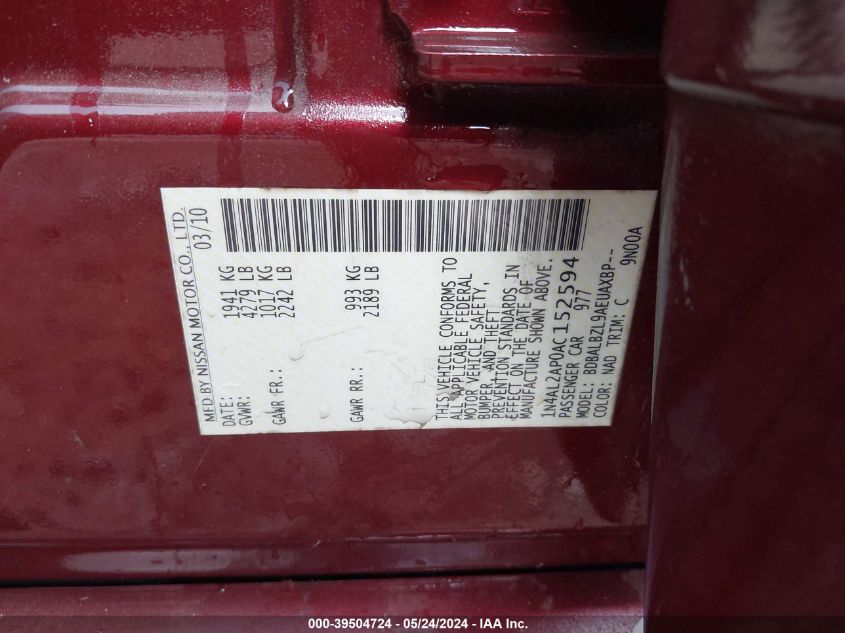 MFD BY NISSAN MOTOR CO., LTD.
DATE: 03/10
GVWR: 1941 KG
4279 LB
GAWR FR.: 1017 KG
2242 LB
GAWR RR.: 993 KG
2189 LB
THIS VEHICLE CONFORMS TO
ALL APPLICABLE FEDERAL
MOTOR VEHICLE SAFETY,
BUMPER, AND THEFT
PREVENTION STANDARDS IN
EFFECT ON THE DATE OF
MANUFACTURE SHOWN ABOVE.
1N4AL2AP0AC152594
PASSENGER CAR 977
MODEL: BDBALBZL9AEUAXBP--
COLOR: NAD TRIM: C 9N00A
000-39504724 - 05/24/2024 - IAA, Inc.